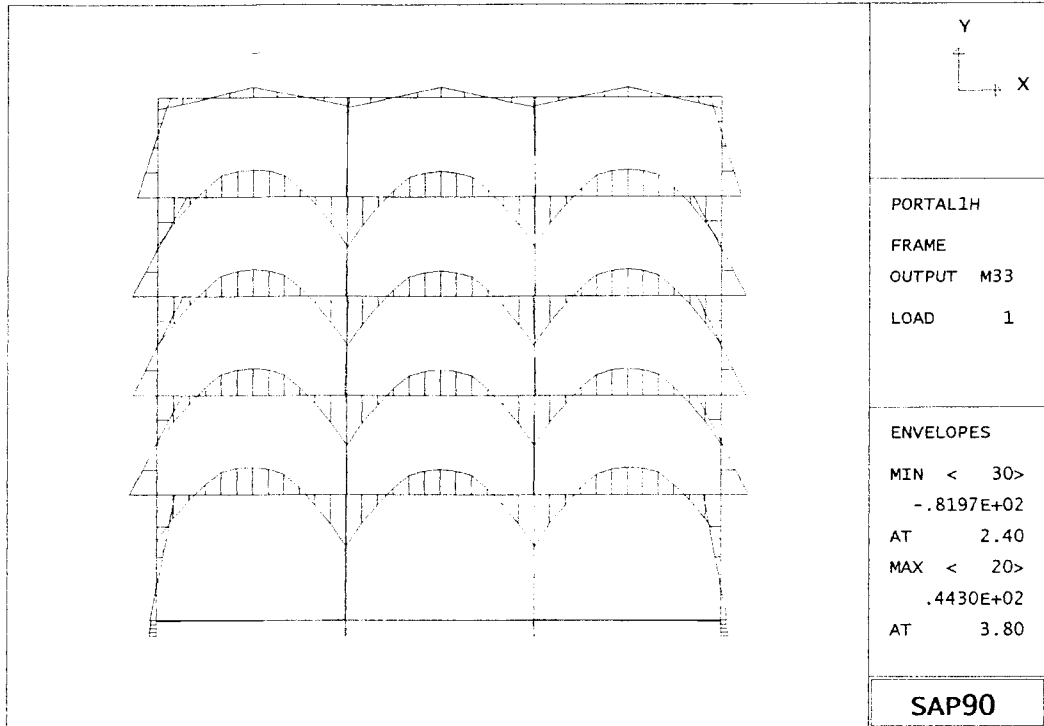 Y
X
PORTAL1H
FRAME
OUTPUT M33
LOAD 1
ENVELOPES
MIN < 30>
-.8197E+02
AT 2.40
MAX < 20>
.4430E+02
AT 3.80
SAP90